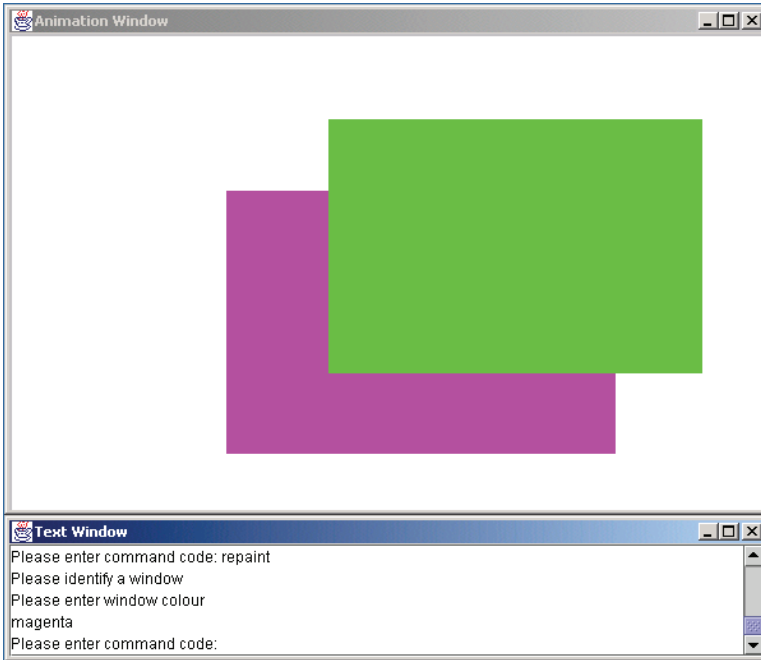 Animation Window
Text Window
Please enter command code: repaint
Please identify a window
Please enter window colour
magenta
Please enter command code: